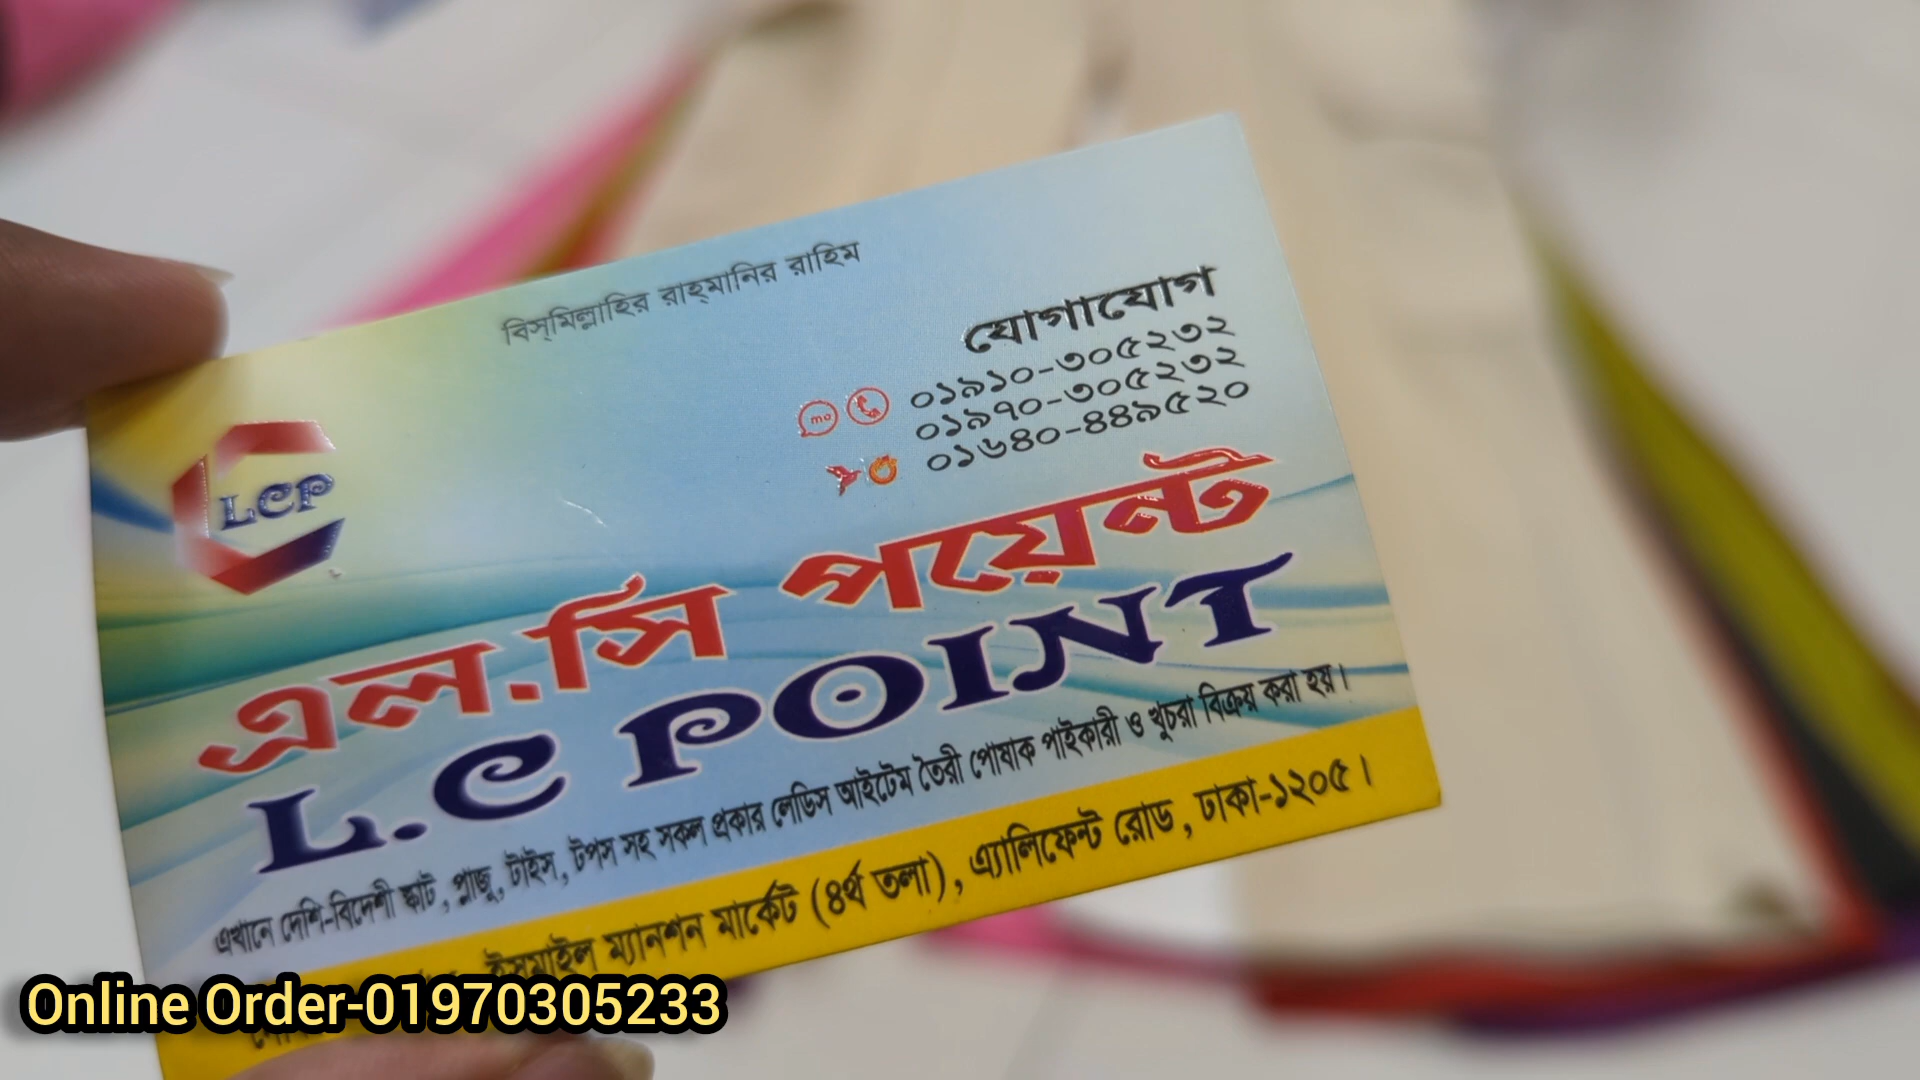 বিস্‌মিল্লাহির রাহ্‌মানির রাহিম
যোগাযোগ
mo ০১৯১০-৩০৫২৩২
০১৯৭০-৩০৫২৩২
০১৬৪০-৪৪৯৫২০
LCP
এল.সি পয়েন্ট
L.C POINT
এখানে দেশি-বিদেশী স্কাট, প্লাজু, টাইস, টপস সহ সকল প্রকার লেডিস আইটেম তৈরী পোষাক পাইকারী ও খুচরা বিক্রয় করা হয়।
ইসমাইল ম্যানশন মার্কেট (৪র্থ তলা), এ্যালিফেন্ট রোড, ঢাকা-১২০৫।
Online Order-01970305233